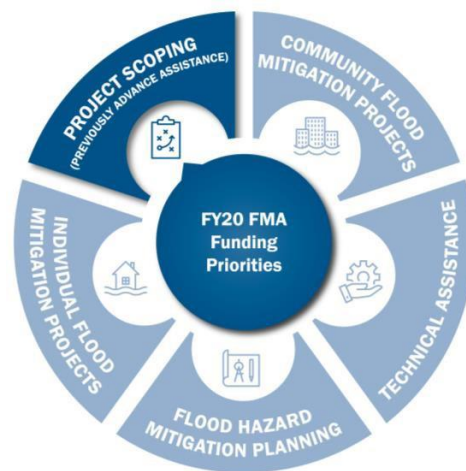 PROJECT SCOPING
(PREVIOUSLY ADVANCE ASSISTANCE)
COMMUNITY FLOOD
MITIGATION PROJECTS
FY20 FMA
Funding
Priorities
TECHNICAL ASSISTANCE
FLOOD HAZARD
MITIGATION PLANNING
INDIVIDUAL FLOOD
MITIGATION PROJECTS